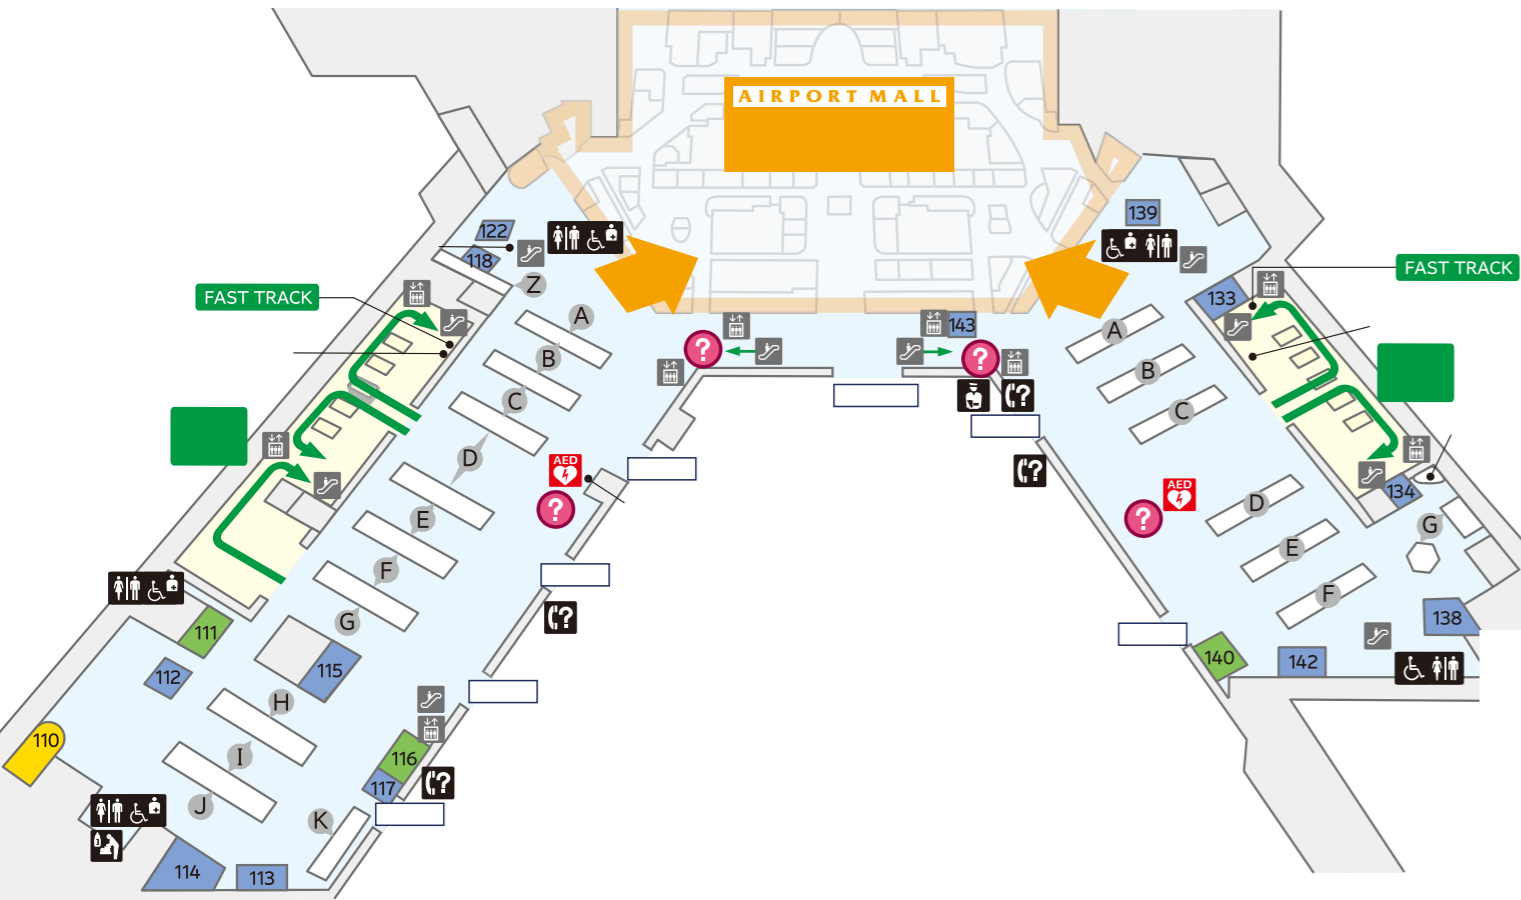 AIRPORT MALL
122
139
118
Z
FAST TRACK
FAST TRACK
133
A
143
A
?
?
B
B
C
?
C
D
AED
?
134
AED
D
E
?
?
G
E
F
?
F
G
111
138
115
140
142
112
H
110
I
116
?
117
J
K
114
113